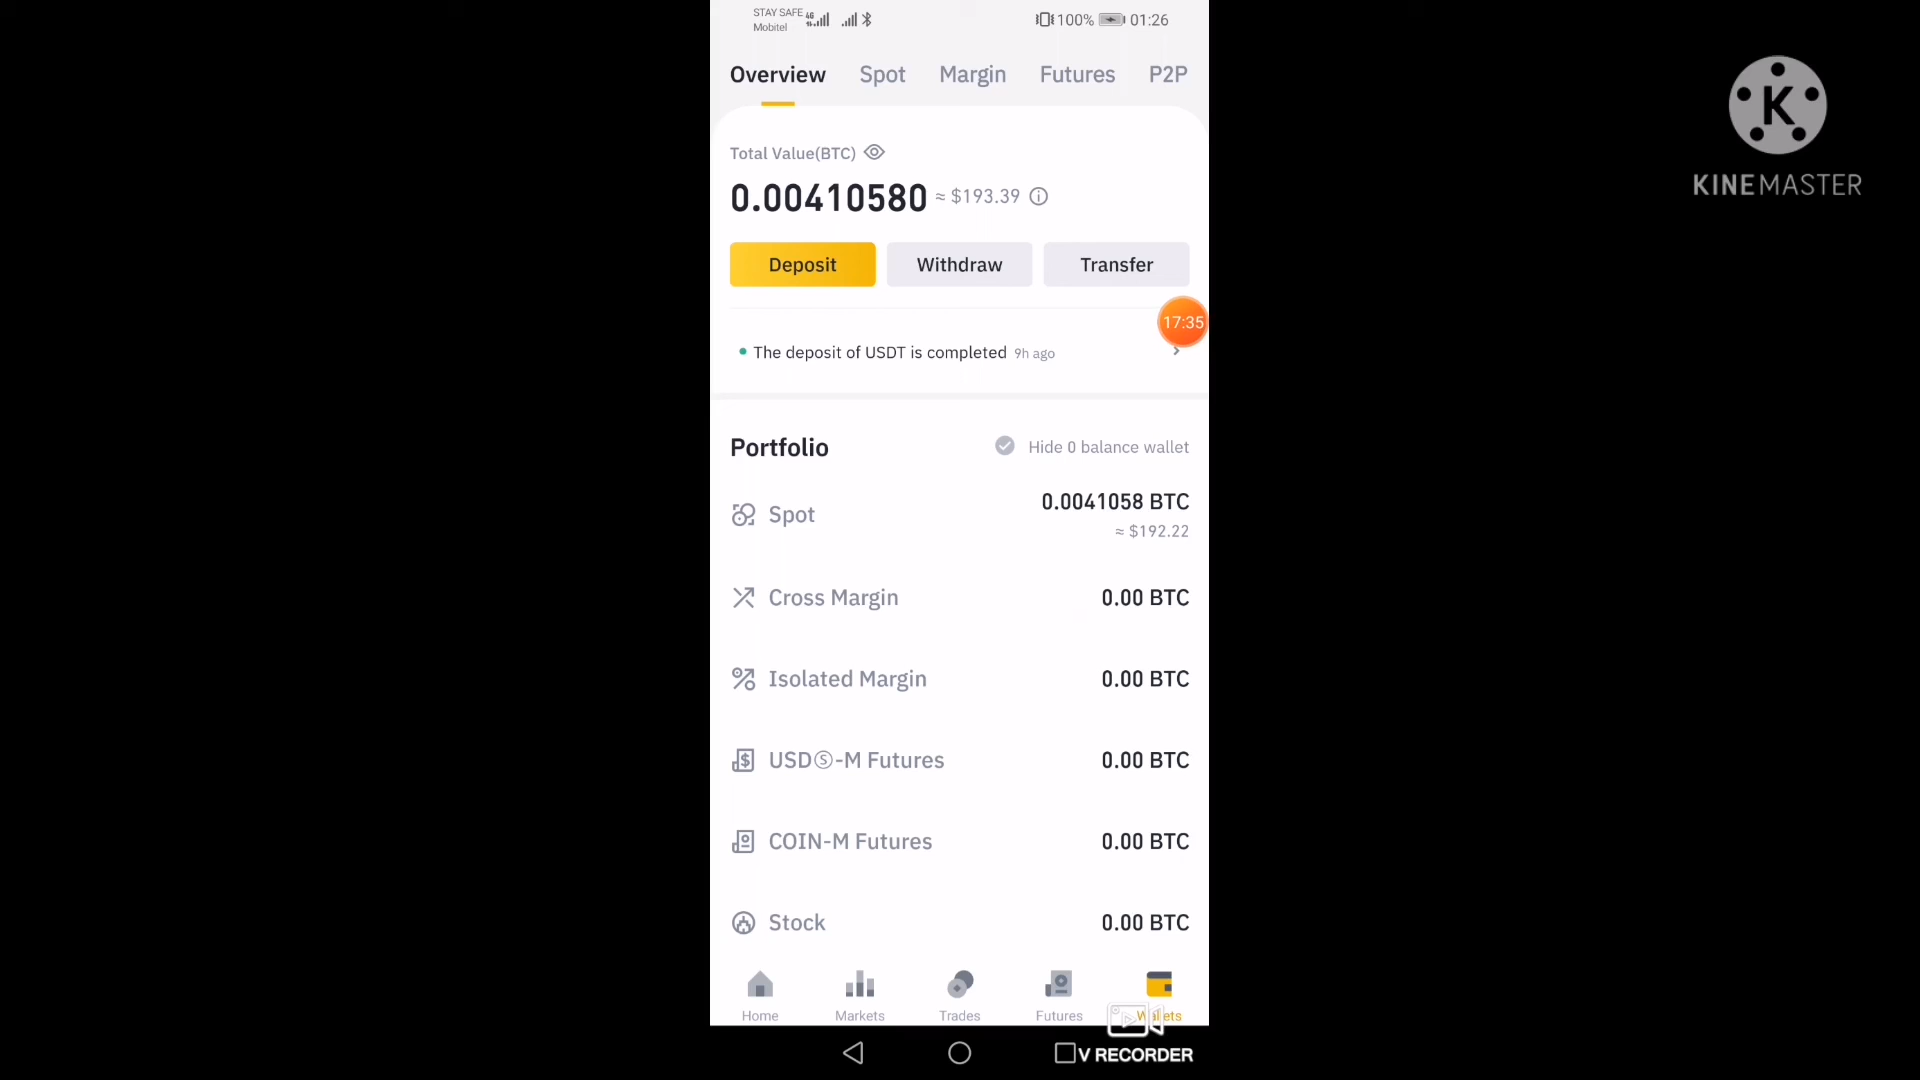 STAY SAFE
Mobitel
4G
100% 01:26
Overview Spot Margin Futures P2P
Total Value(BTC)
0.00410580 ≈ $193.39
Deposit Withdraw Transfer
17:35
The deposit of USDT is completed 9h ago
Portfolio Hide 0 balance wallet
Spot 0.0041058 BTC
≈ $192.22
Cross Margin 0.00 BTC
Isolated Margin 0.00 BTC
USDⓈ-M Futures 0.00 BTC
COIN-M Futures 0.00 BTC
Stock 0.00 BTC
Home Markets Trades Futures Wallets
V RECORDER
K
KINEMASTER